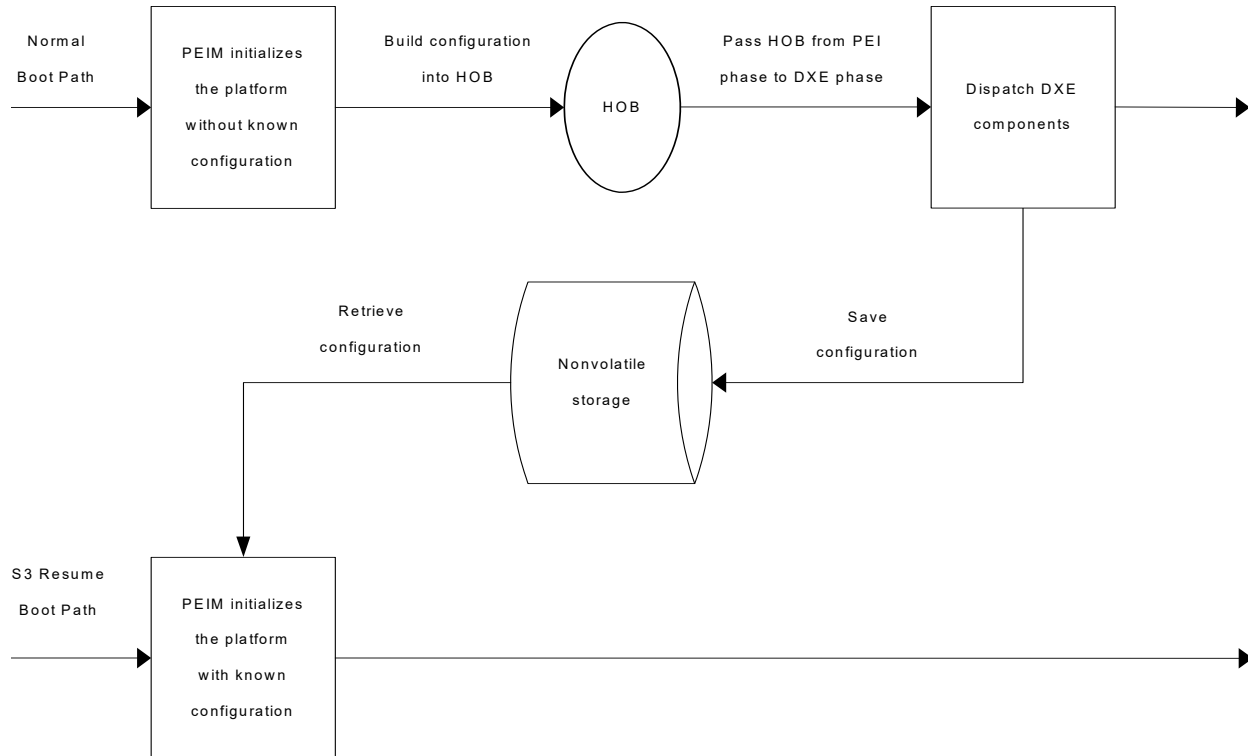 Normal
Boot Path
PEIM initializes
the platform
without known
configuration
Build configuration
into HOB
HOB
Pass HOB from PEI
phase to DXE phase
Dispatch DXE
components
Retrieve
configuration
Nonvolatile
storage
Save
configuration
S3 Resume
Boot Path
PEIM initializes
the platform
with known
configuration